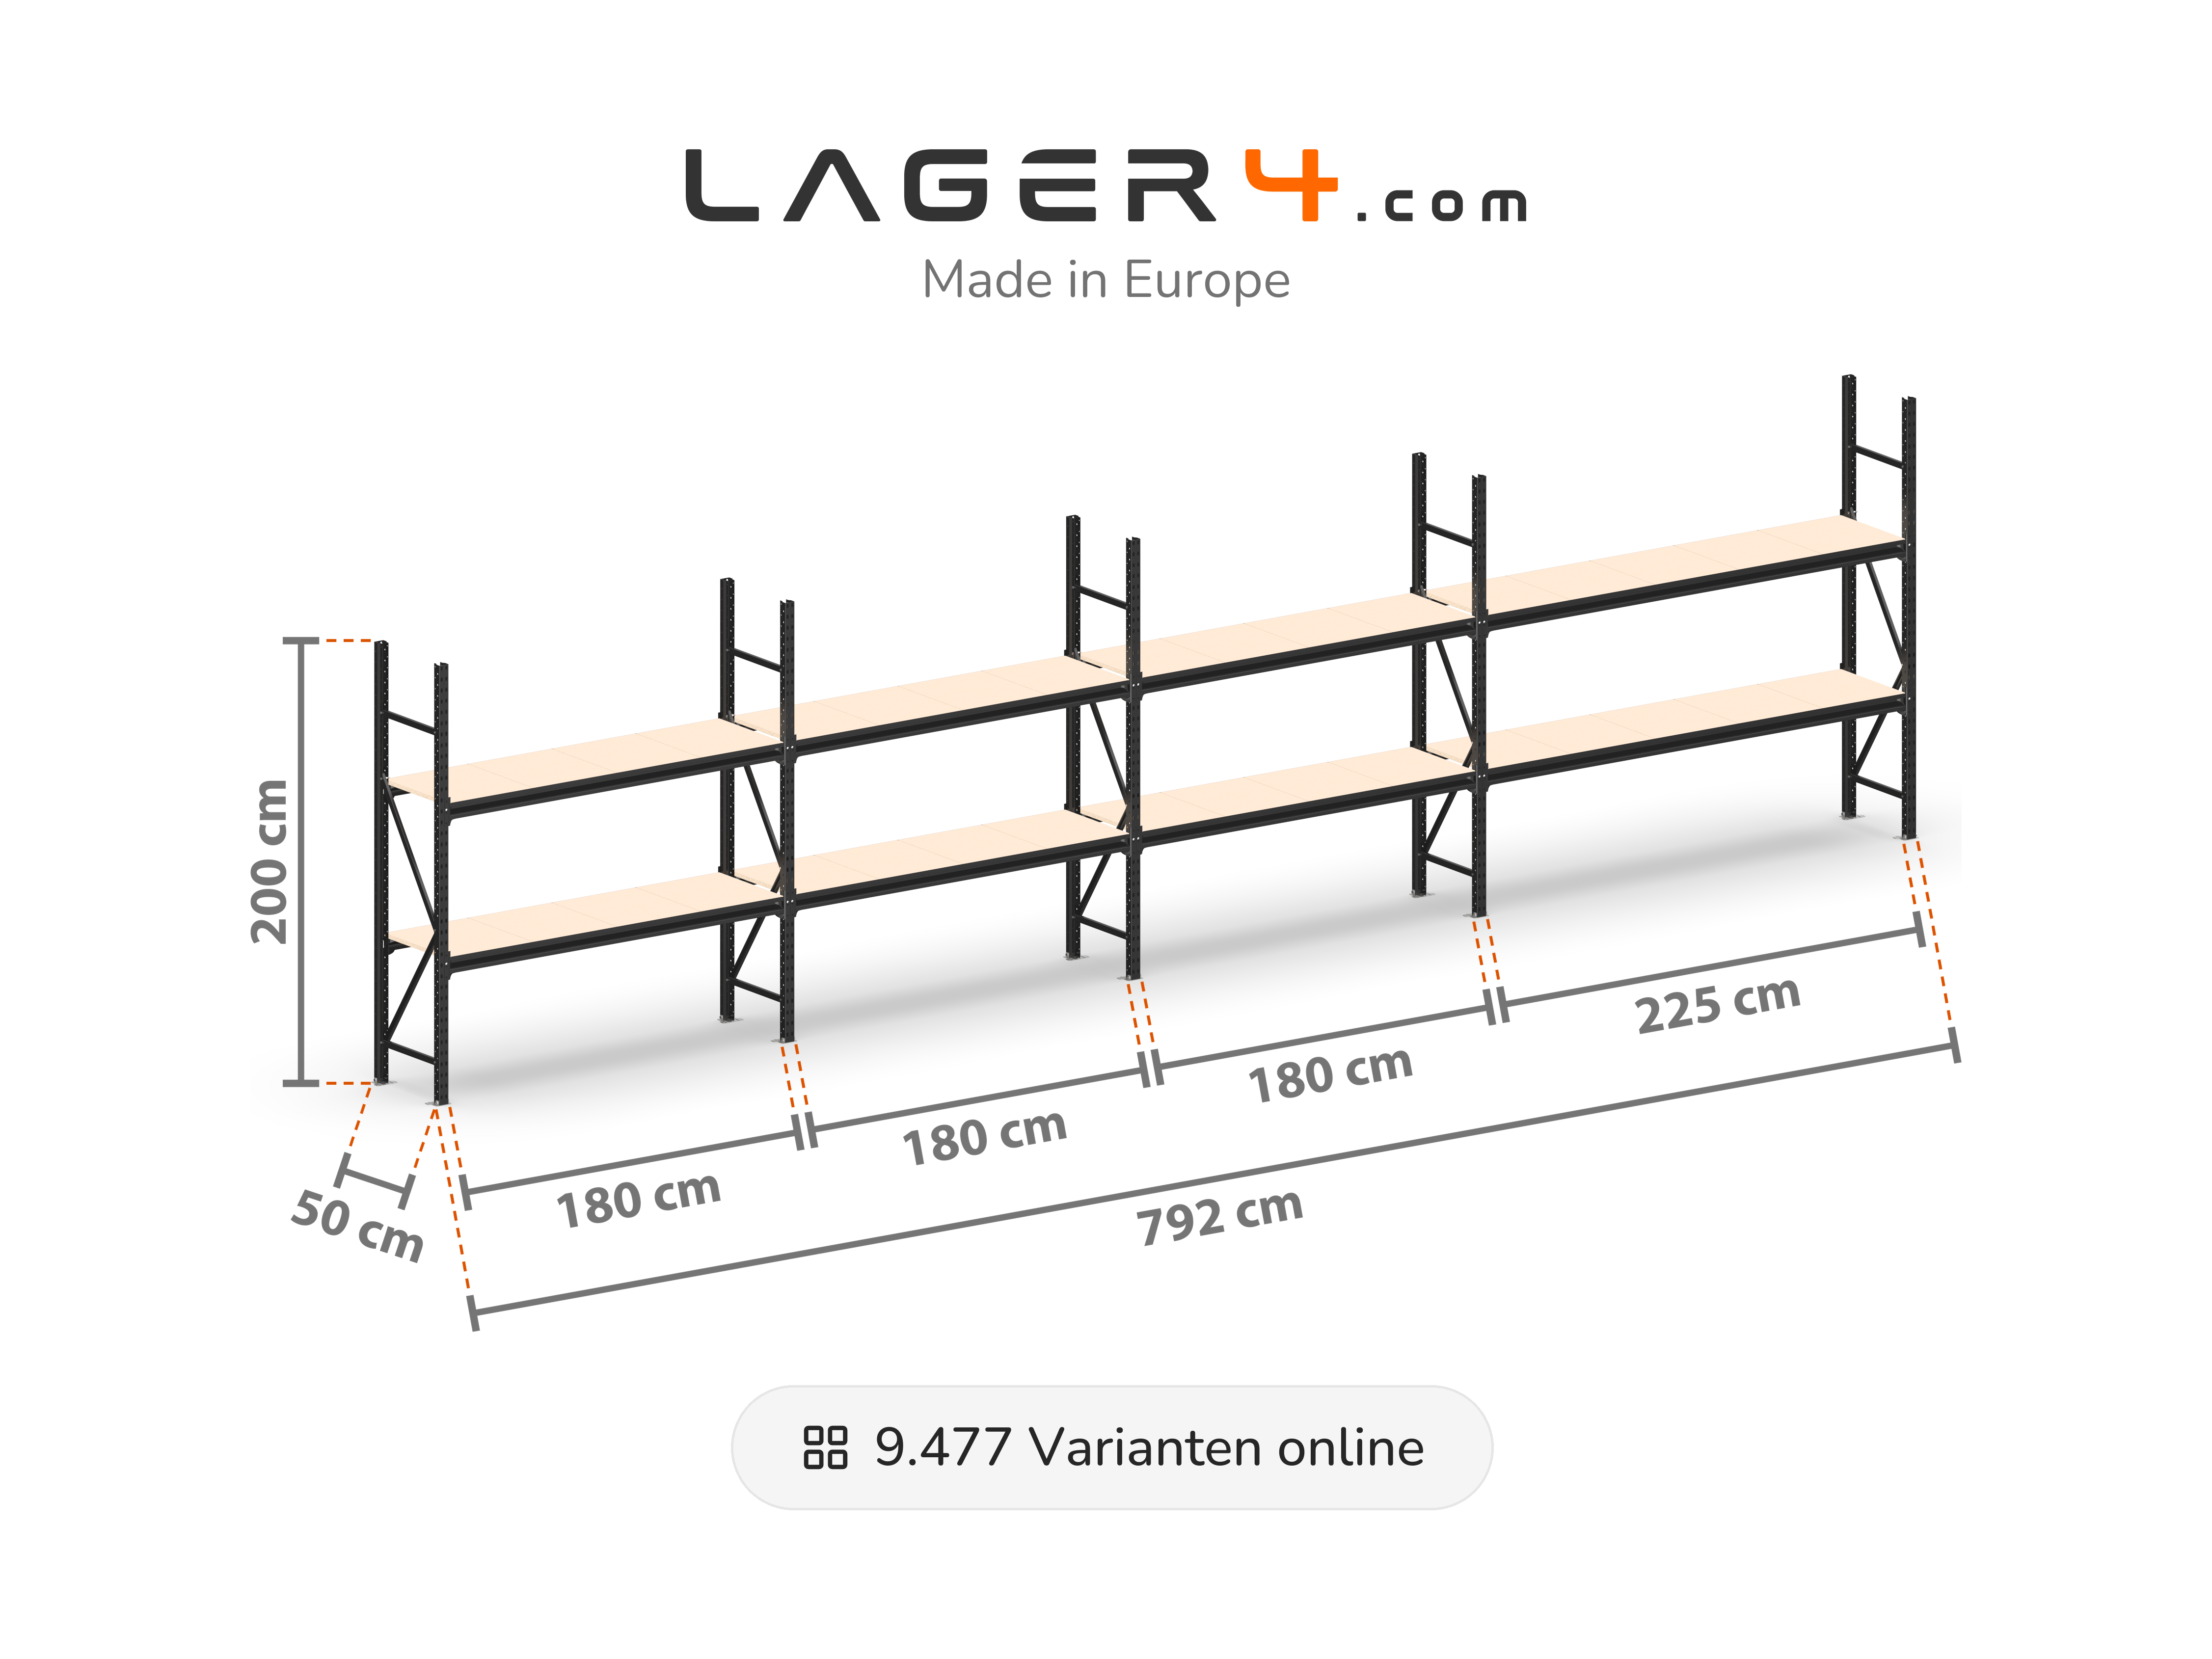 LAGER4.com
Made in Europe
200 cm
50 cm
180 cm
180 cm
180 cm
225 cm
792 cm
9.477 Varianten online